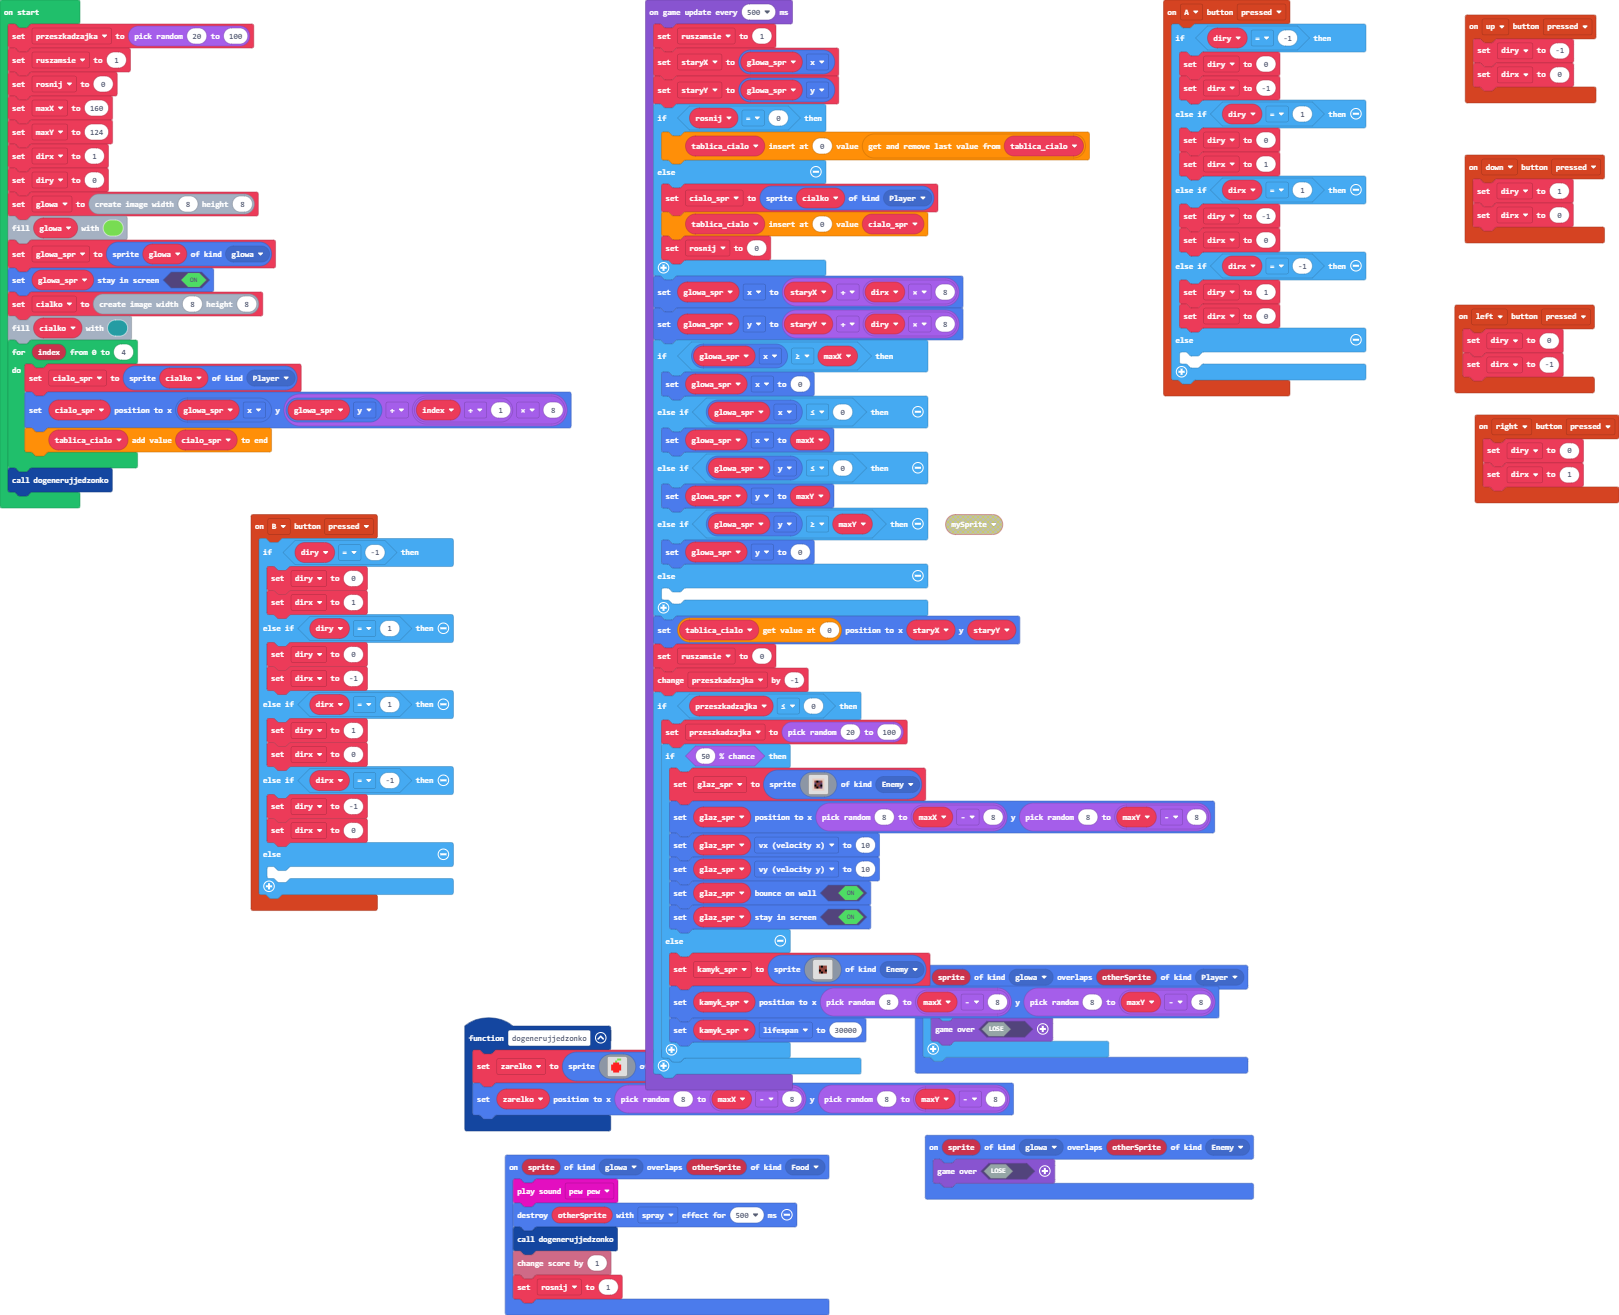 on start
set przeszkadzajka to pick random 20 to 100
set ruszamsie to 1
set rosnij to 0
set maxX to 160
set maxY to 124
set dirx to 1
set diry to 0
set glowa to create image width 8 height 8
fill glowa with
set glowa_spr to sprite glowa of kind glowa
set glowa_spr stay in screen ON
set cialko to create image width 8 height 8
fill cialko with
for index from 0 to 4
do
set cialo_spr to sprite cialko of kind Player
set cialo_spr position to x glowa_spr x y glowa_spr y + index + 1 × 8
tablica_cialo add value cialo_spr to end
call dogenerujjedzonko
on B button pressed
if diry = -1 then
set diry to 0
set dirx to 1
else if diry = 1 then
set diry to 0
set dirx to -1
else if dirx = 1 then
set diry to 1
set dirx to 0
else if dirx = -1 then
set diry to -1
set dirx to 0
else
on game update every 500 ms
set ruszamsie to 1
set staryX to glowa_spr x
set staryY to glowa_spr y
if rosnij = 0 then
tablica_cialo insert at 0 value get and remove last value from tablica_cialo
else
set cialo_spr to sprite cialko of kind Player
tablica_cialo insert at 0 value cialo_spr
set rosnij to 0
set glowa_spr x to staryX + dirx × 8
set glowa_spr y to staryY + diry × 8
if glowa_spr x ≥ maxX then
set glowa_spr x to 0
else if glowa_spr x ≤ 0 then
set glowa_spr x to maxX
else if glowa_spr y ≤ 0 then
set glowa_spr y to maxY
else if glowa_spr y ≥ maxY then
mySprite
set glowa_spr y to 0
else
set tablica_cialo get value at 0 position to x staryX y staryY
set ruszamsie to 0
change przeszkadzajka by -1
if przeszkadzajka ≤ 0 then
set przeszkadzajka to pick random 20 to 100
if 50 % chance then
set glaz_spr to sprite of kind Enemy
set glaz_spr position to x pick random 8 to maxX - 8 y pick random 8 to maxY - 8
set glaz_spr vx (velocity x) to 10
set glaz_spr vy (velocity y) to 10
set glaz_spr bounce on wall ON
set glaz_spr stay in screen ON
else
set kamyk_spr to sprite of kind Enemy
set kamyk_spr position to x pick random 8 to maxX - 8 y pick random 8 to maxY - 8
set kamyk_spr lifespan to 30000
on A button pressed
if diry = -1 then
set diry to 0
set dirx to -1
else if diry = 1 then
set diry to 0
set dirx to 1
else if dirx = 1 then
set diry to -1
set dirx to 0
else if dirx = -1 then
set diry to 1
set dirx to 0
else
on up button pressed
set diry to -1
set dirx to 0
on down button pressed
set diry to 1
set dirx to 0
on left button pressed
set diry to 0
set dirx to -1
on right button pressed
set diry to 0
set dirx to 1
sprite of kind glowa overlaps otherSprite of kind Player
game over LOSE
function dogenerujjedzonko
set zarelko to sprite
set zarelko position to x pick random 8 to maxX - 8 y pick random 8 to maxY - 8
on sprite of kind glowa overlaps otherSprite of kind Enemy
game over LOSE
on sprite of kind glowa overlaps otherSprite of kind Food
play sound pew pew
destroy otherSprite with spray effect for 500 ms
call dogenerujjedzonko
change score by 1
set rosnij to 1